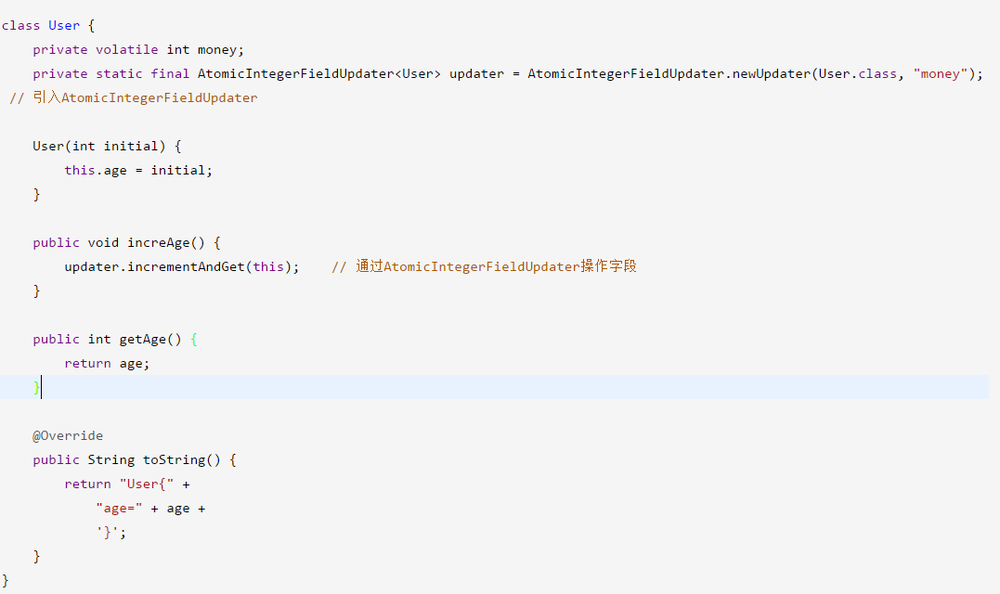 class User {
    private volatile int money;
    private static final AtomicIntegerFieldUpdater<User> updater = AtomicIntegerFieldUpdater.newUpdater(User.class, "money");
 // 引入AtomicIntegerFieldUpdater
    User(int initial) {
        this.age = initial;
    }
    public void increAge() {
        updater.incrementAndGet(this);    // 通过AtomicIntegerFieldUpdater操作字段
    }
    public int getAge() {
        return age;
    }
    @Override
    public String toString() {
        return "User{" +
            "age=" + age +
            '}';
    }
}